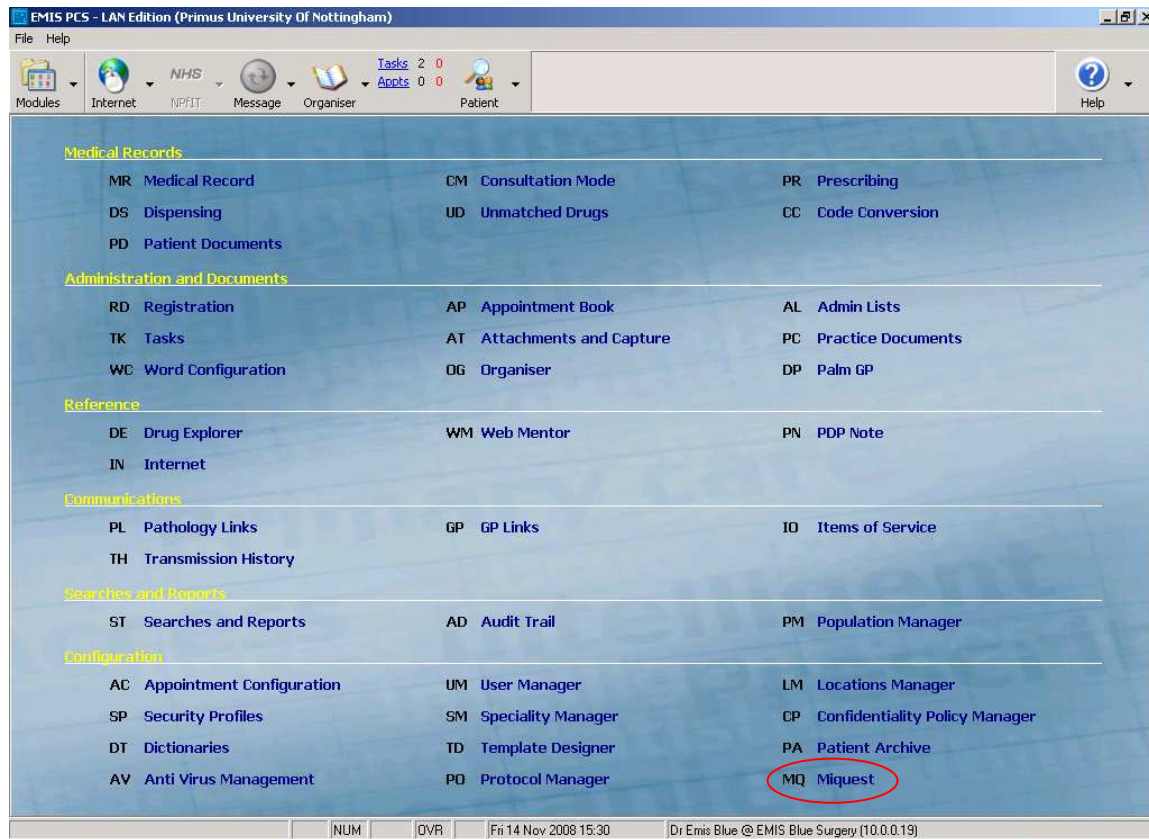 EMIS PCS - LAN Edition (Primus University Of Nottingham)
File Help
Tasks 2 0
NHS Appts 0 0
Modules Internet NPfIT Message Organiser Patient Help
Medical Records
MR Medical Record CM Consultation Mode PR Prescribing
DS Dispensing UD Unmatched Drugs CC Code Conversion
PD Patient Documents
Administration and Documents
RD Registration AP Appointment Book AL Admin Lists
TK Tasks AT Attachments and Capture PC Practice Documents
WC Word Configuration OG Organiser DP Palm GP
Reference
DE Drug Explorer WM Web Mentor PN PDP Note
IN Internet
Communications
PL Pathology Links GP GP Links IO Items of Service
TH Transmission History
Searches and Reports
ST Searches and Reports AD Audit Trail PM Population Manager
Configuration
AC Appointment Configuration UM User Manager LM Locations Manager
SP Security Profiles SM Speciality Manager CP Confidentiality Policy Manager
DT Dictionaries TD Template Designer PA Patient Archive
AV Anti Virus Management PO Protocol Manager MQ Miquest
NUM OVR Fri 14 Nov 2008 15:30 Dr Emis Blue @ EMIS Blue Surgery (10.0.0.19)